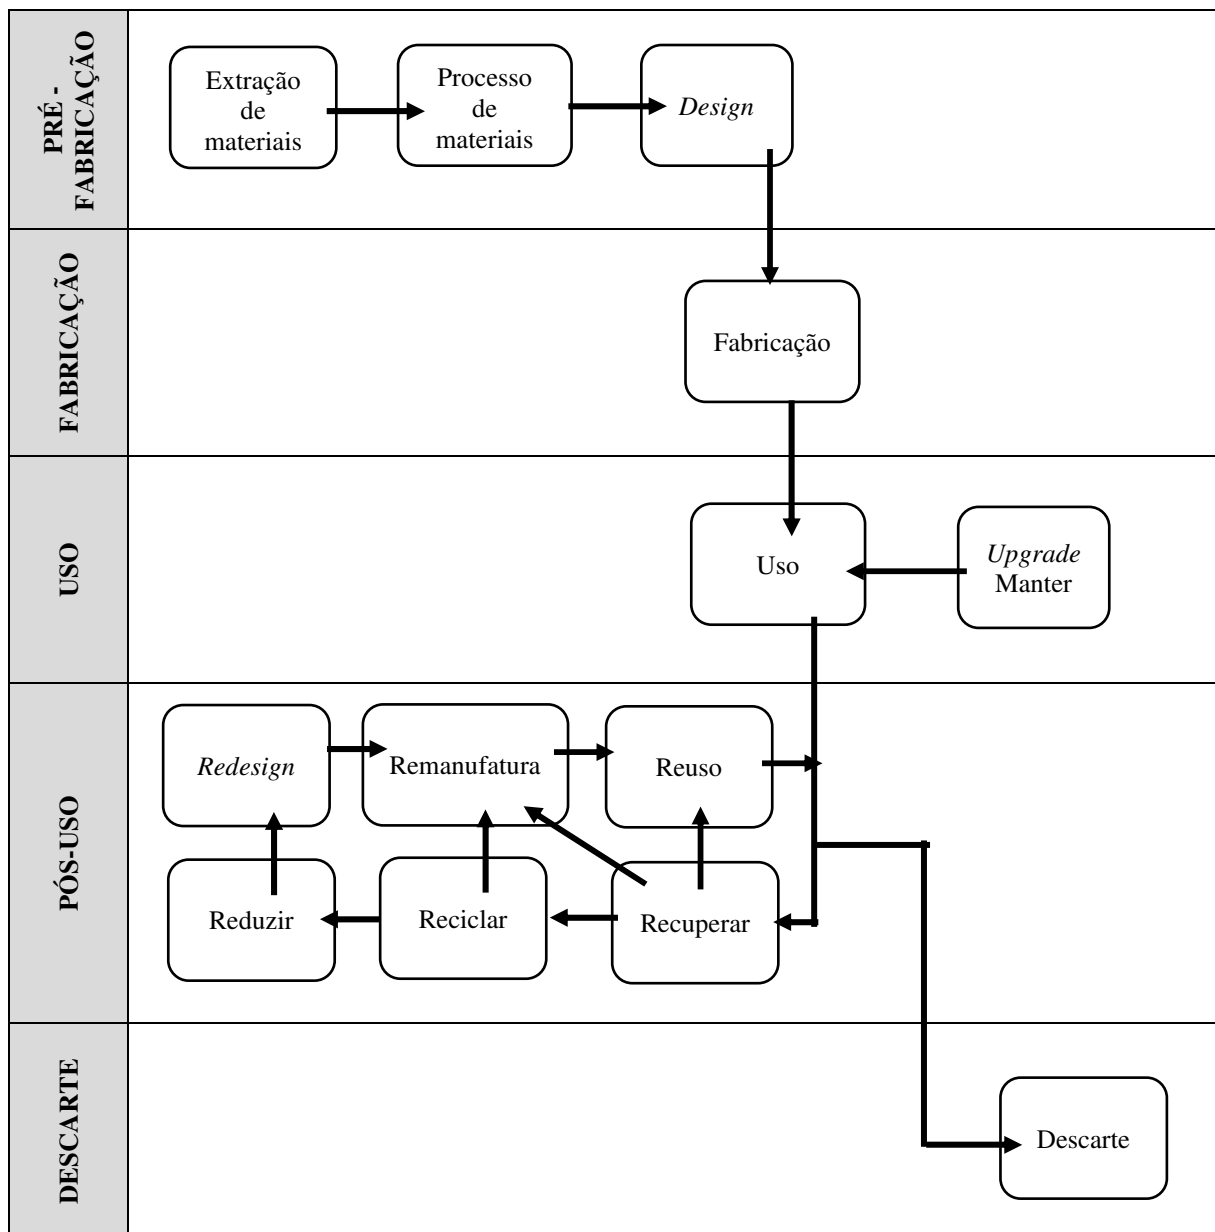 PRÉ -
FABRICAÇÃO
Extração
de
materiais
Processo
de
materiais
Design
FABRICAÇÃO
Fabricação
USO
Uso
Upgrade
Manter
PÓS-USO
Redesign
Remanufatura
Reuso
Reduzir
Reciclar
Recuperar
DESCARTE
Descarte